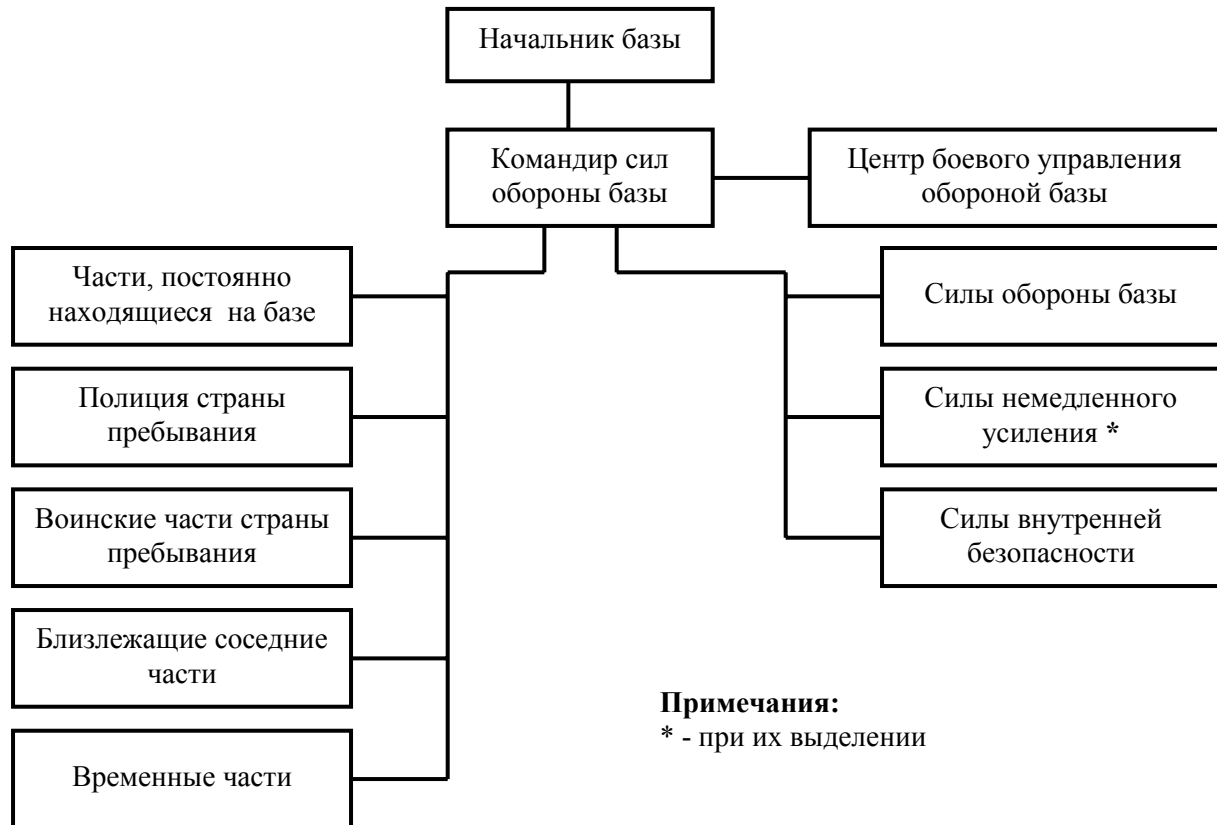 Начальник базы
Командир сил
обороны базы
Центр боевого управления
обороной базы
Части, постоянно
находящиеся на базе
Полиция страны
пребывания
Воинские части страны
пребывания
Близлежащие соседние
части
Временные части
Силы обороны базы
Силы немедленного
усиления *
Силы внутренней
безопасности
Примечания:
* - при их выделении